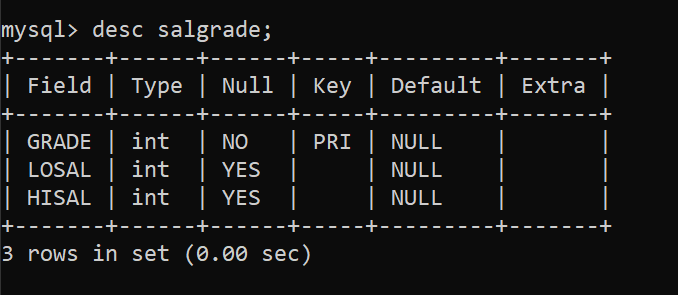 mysql> desc salgrade;
+-------+------+------+-----+---------+-------+
| Field | Type | Null | Key | Default | Extra |
+-------+------+------+-----+---------+-------+
| GRADE | int  | NO   | PRI | NULL    |       |
| LOSAL | int  | YES  |     | NULL    |       |
| HISAL | int  | YES  |     | NULL    |       |
+-------+------+------+-----+---------+-------+
3 rows in set (0.00 sec)